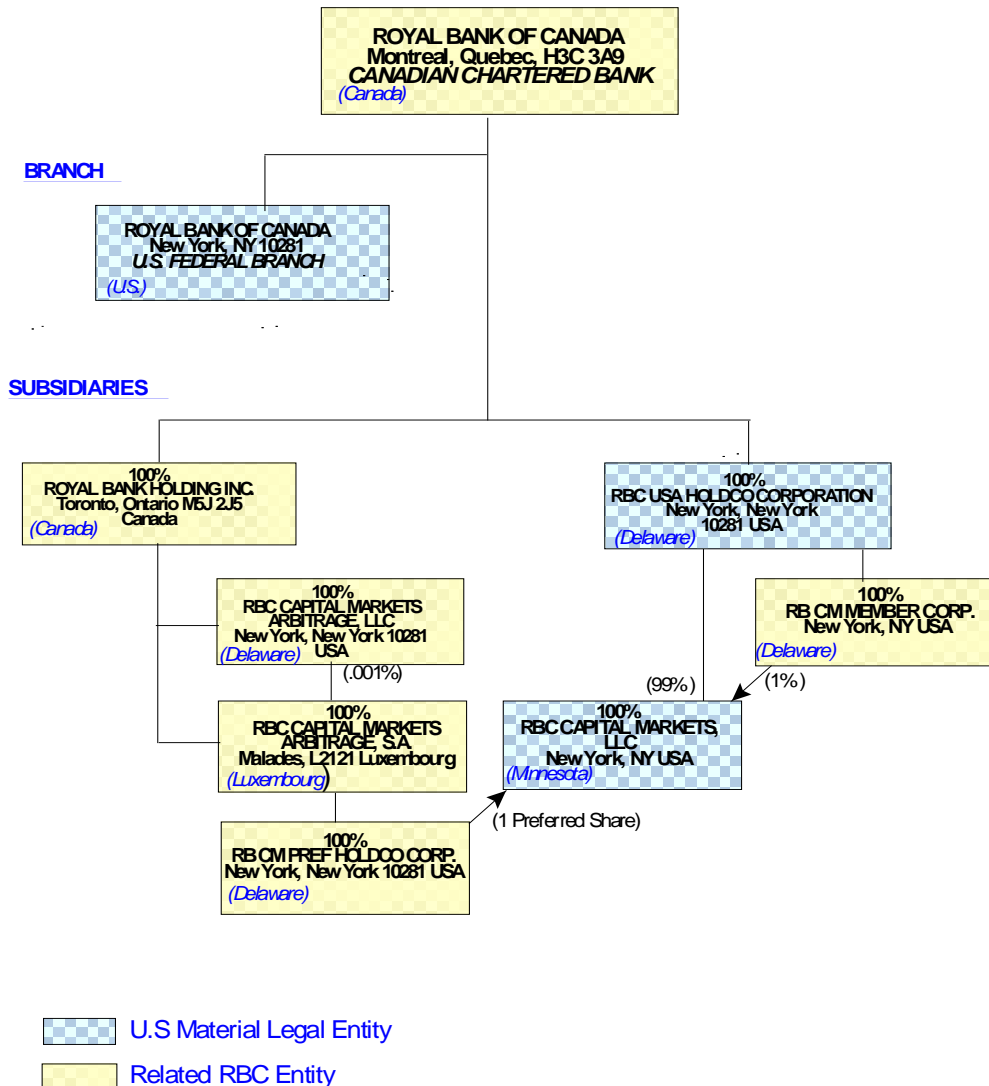 ROYAL BANK OF CANADA
Montreal, Quebec, H3C 3A9
CANADIAN CHARTERED BANK
(Canada)
BRANCH
ROYAL BANK OF CANADA
New York, NY 10281
U.S. FEDERAL BRANCH
(U.S.)
SUBSIDIARIES
100%
ROYAL BANK HOLDING INC.
Toronto, Ontario M5J 2J5
Canada
(Canada)
100%
RBC USA HOLDCO CORPORATION
New York, New York
10281 USA
(Delaware)
100%
RBC CAPITAL MARKETS
ARBITRAGE, LLC
New York, New York 10281
USA
(Delaware)
100%
RB CM MEMBER CORP.
New York, NY USA
(Delaware)
(.001%)
(99%)
(1%)
100%
RBC CAPITAL MARKETS
ARBITRAGE, S.A.
Malades, L2121 Luxembourg
(Luxembourg)
100%
RBC CAPITAL MARKETS,
LLC
New York, NY USA
(Minnesota)
(1 Preferred Share)
100%
RB CM PREF HOLDCO CORP.
New York, New York 10281 USA
(Delaware)
U.S Material Legal Entity
Related RBC Entity